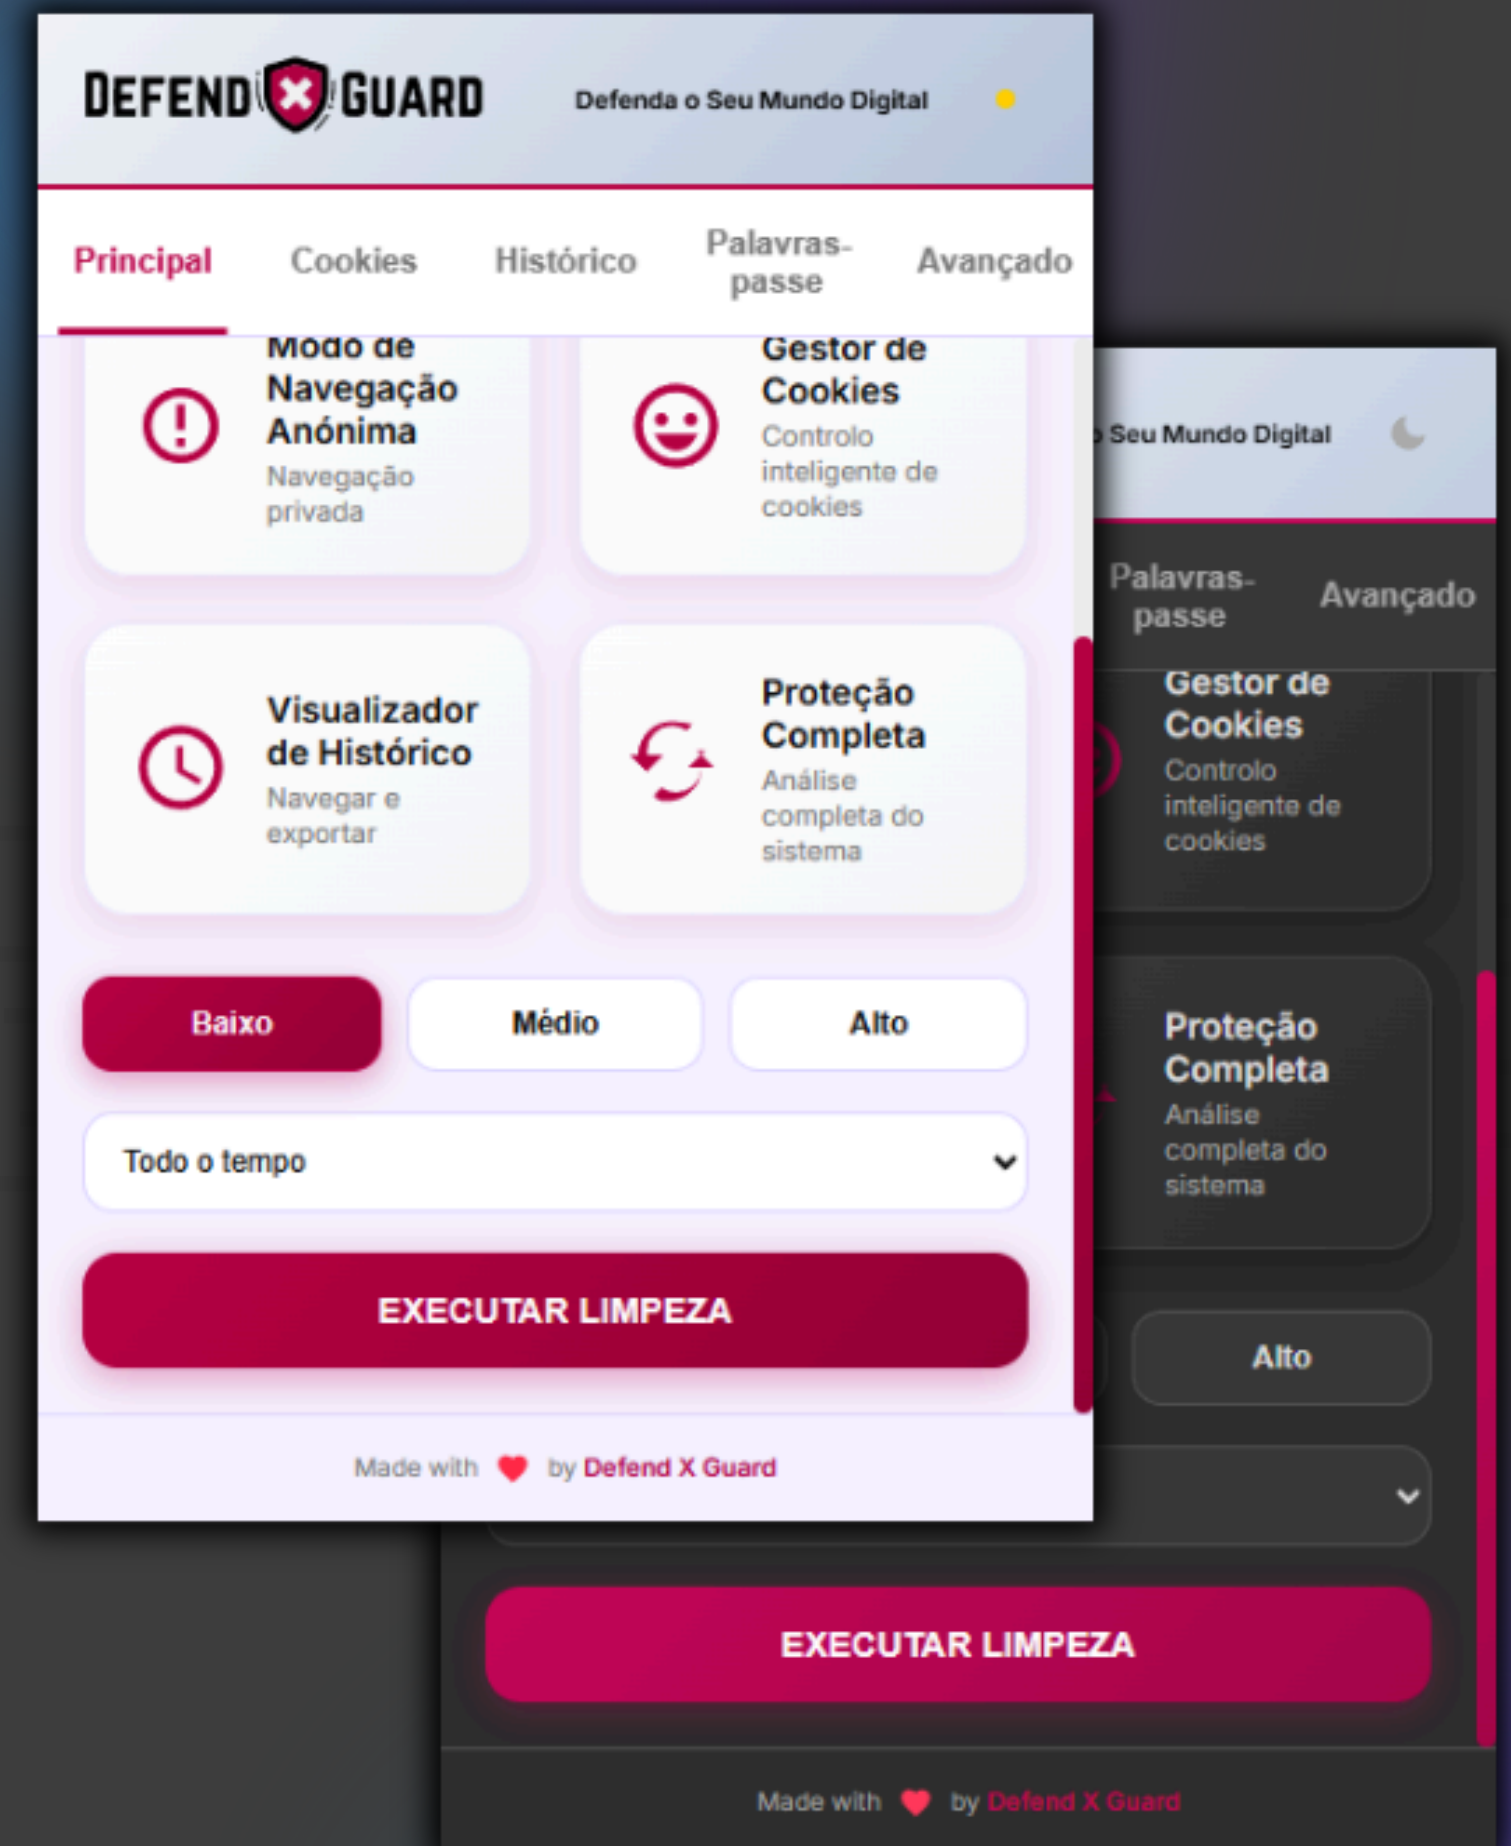 DEFEND GUARD
Defenda o Seu Mundo Digital
Principal
Cookies
Histórico
Palavras-
passe
Avançado
Modo de
Navegação
Anónima
Navegação
privada
Gestor de
Cookies
Controlo
inteligente de
cookies
Visualizador
de Histórico
Navegar e
exportar
Proteção
Completa
Análise
completa do
sistema
Baixo
Médio
Alto
Todo o tempo
EXECUTAR LIMPEZA
Made with by Defend X Guard
o Seu Mundo Digital
Palavras-
passe
Avançado
Gestor de
Cookies
Controlo
inteligente de
cookies
Proteção
Completa
Análise
completa do
sistema
Alto
EXECUTAR LIMPEZA
Made with by Defend X Guard